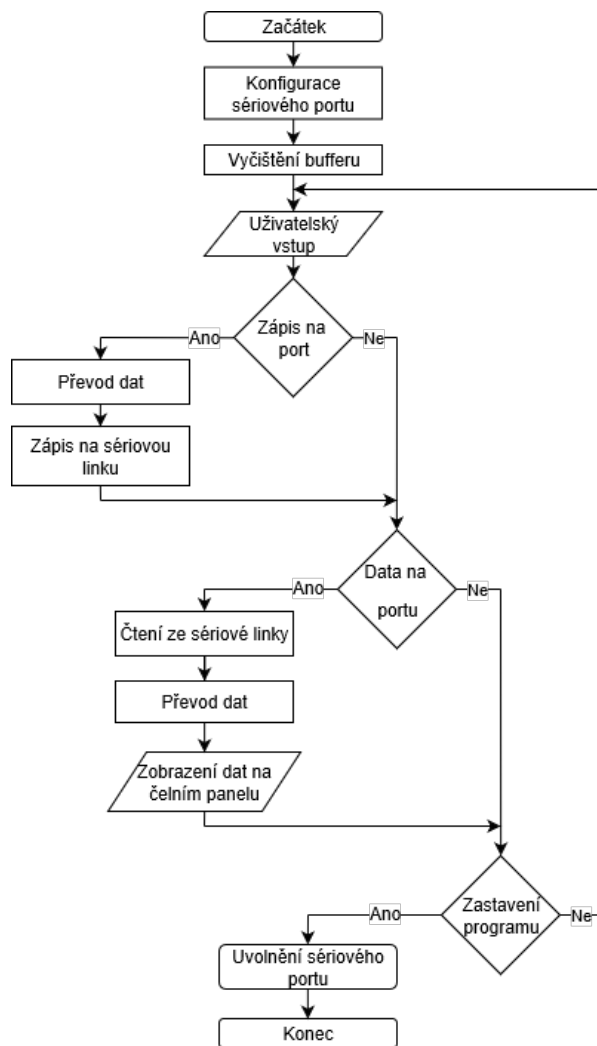 Začátek
Konfigurace
sériového portu
Vyčištění bufferu
Uživatelský
vstup
Zápis na
port
Ano
Ne
Převod dat
Zápis na sériovou
linku
Data na
portu
Ano
Ne
Čtení ze sériové linky
Převod dat
Zobrazení dat na
čelním panelu
Zastavení
programu
Ano
Ne
Uvolnění sériového
portu
Konec